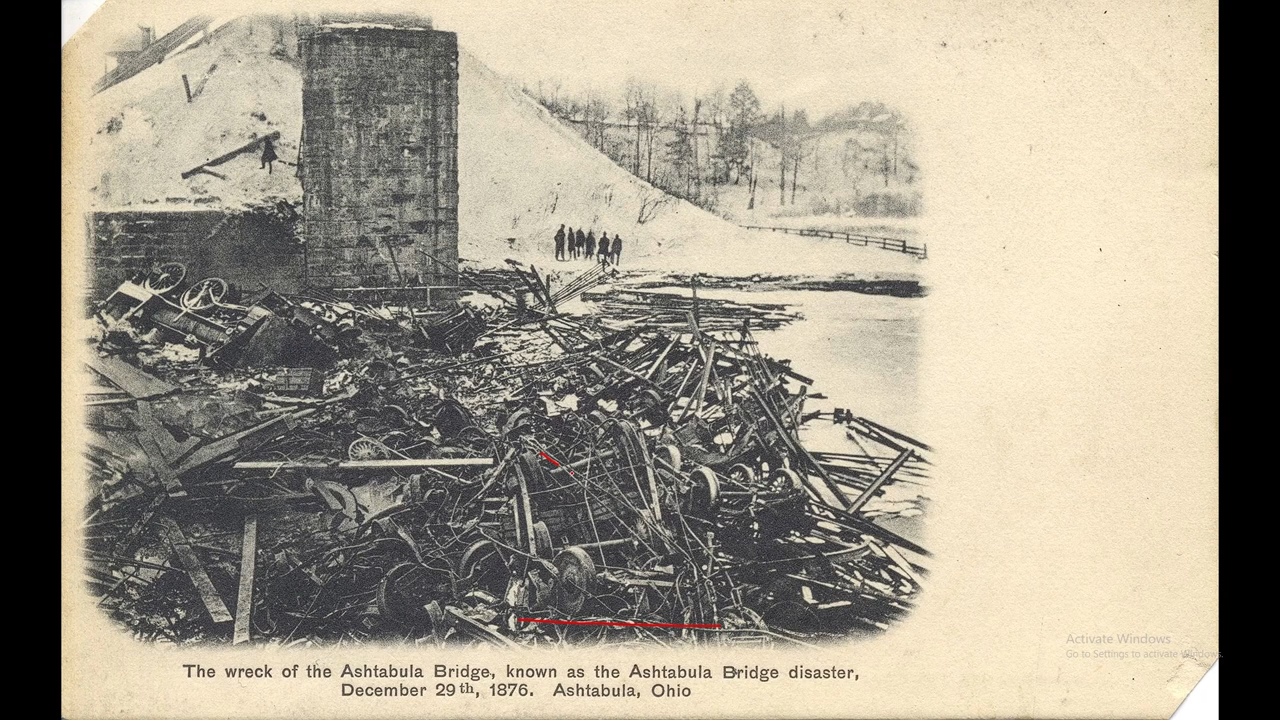 The wreck of the Ashtabula Bridge, known as the Ashtabula Bridge disaster,
December 29th, 1876. Ashtabula, Ohio
Activate Windows
Go to Settings to activate Windows.